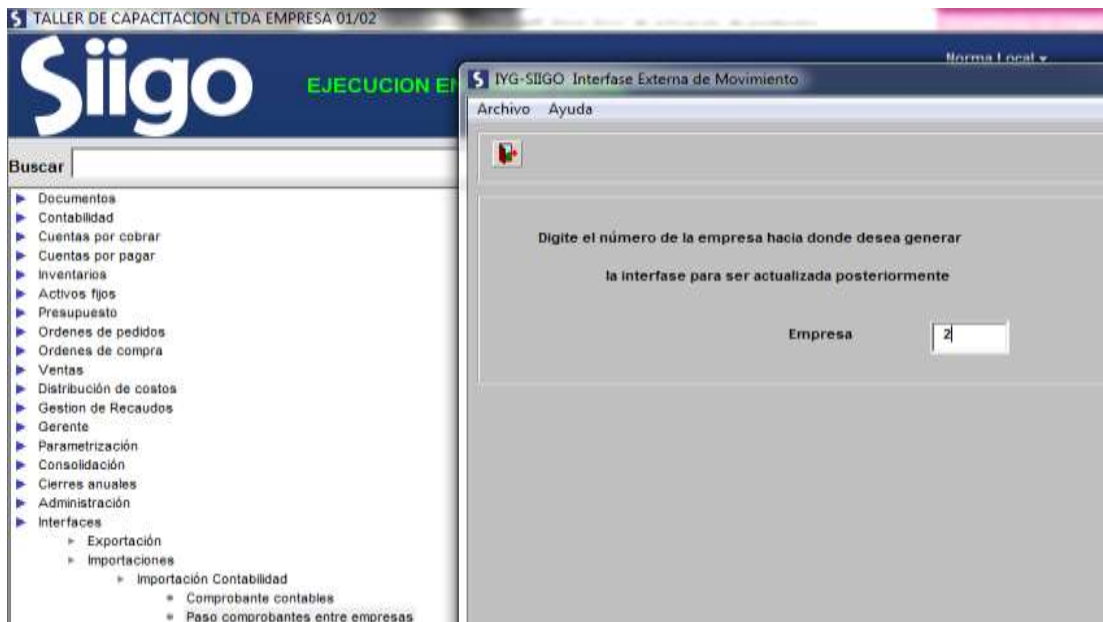 TALLER DE CAPACITACION LTDA EMPRESA 01/02
Siigo
EJECUCION EN
Norma Local
Buscar
Documentos
Contabilidad
Cuentas por cobrar
Cuentas por pagar
Inventarios
Activos fijos
Presupuesto
Ordenes de pedidos
Ordenes de compra
Ventas
Distribución de costos
Gestion de Recaudos
Gerente
Parametrización
Consolidación
Cierres anuales
Administración
Interfaces
Exportación
Importaciones
Importación Contabilidad
Comprobante contables
Paso comprobantes entre empresas
IYG-SIIGO Interfase Externa de Movimiento
Archivo Ayuda
Digite el número de la empresa hacia donde desea generar
la interfase para ser actualizada posteriormente
Empresa 2